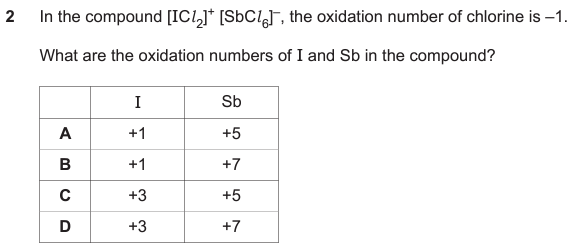 2 In the compound [ICl₂]⁺ [SbCl₆]⁻, the oxidation number of chlorine is –1.
What are the oxidation numbers of I and Sb in the compound?
I Sb
A +1 +5
B +1 +7
C +3 +5
D +3 +7